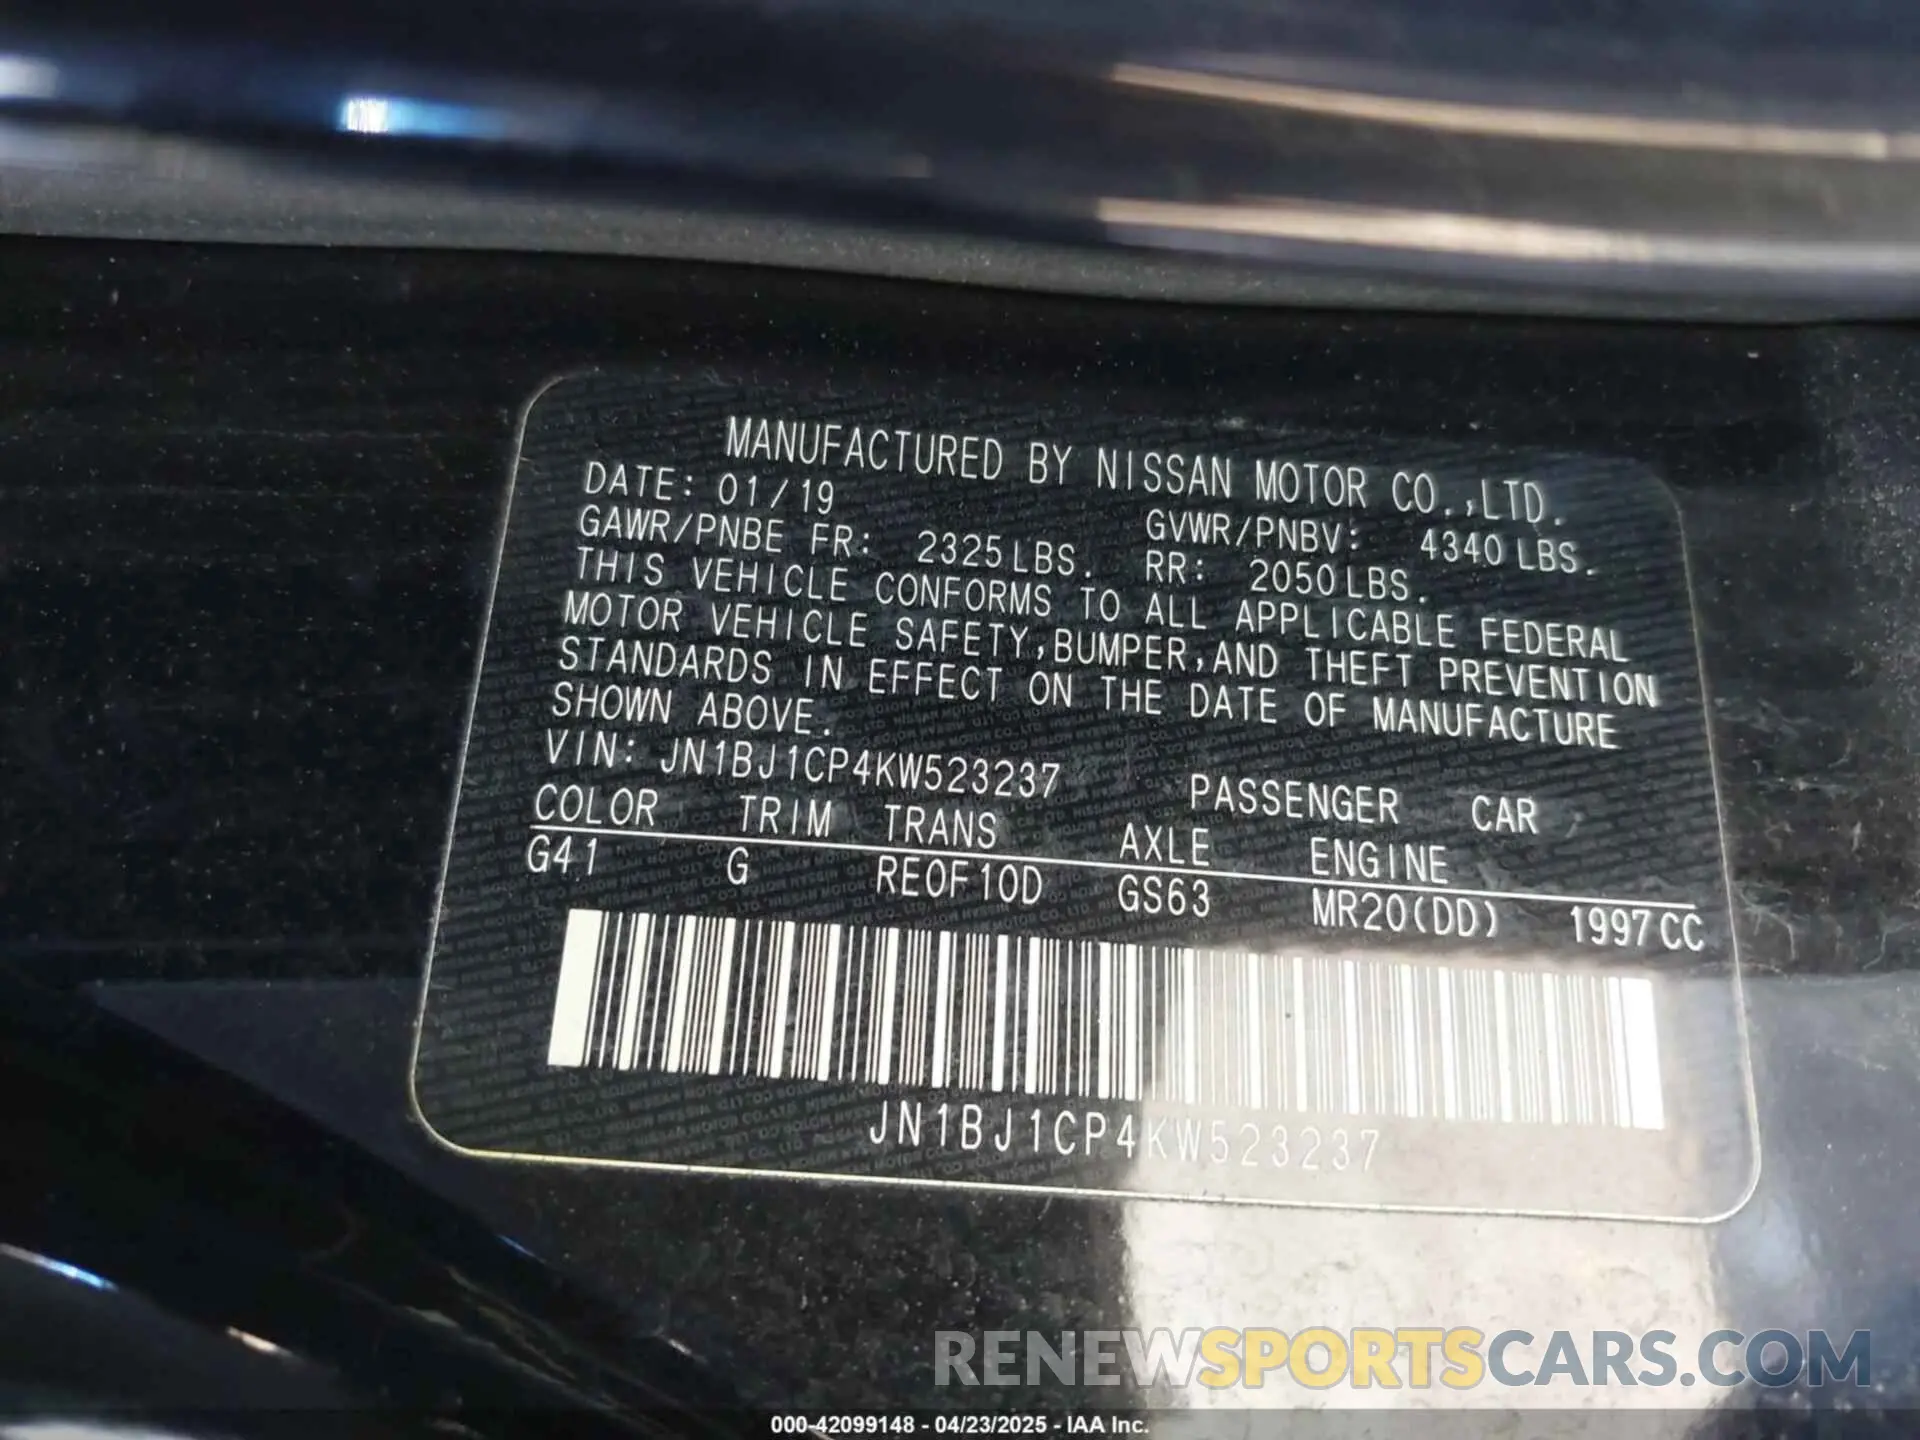 MANUFACTURED BY NISSAN MOTOR CO.,LTD.
DATE: 01/19 GVWR/PNBV: 4340 LBS.
GAWR/PNBE FR: 2325 LBS. RR: 2050 LBS.
THIS VEHICLE CONFORMS TO ALL APPLICABLE FEDERAL
MOTOR VEHICLE SAFETY,BUMPER,AND THEFT PREVENTION
STANDARDS IN EFFECT ON THE DATE OF MANUFACTURE
SHOWN ABOVE.
VIN: JN1BJ1CP4KW523237 PASSENGER CAR
COLOR TRIM TRANS AXLE ENGINE
G41 G RE0F10D GS63 MR20(DD) 1997CC
JN1BJ1CP4KW523237
RENEWSPORTSCARS.COM
000-42099148 - 04/23/2025 - IAA Inc.